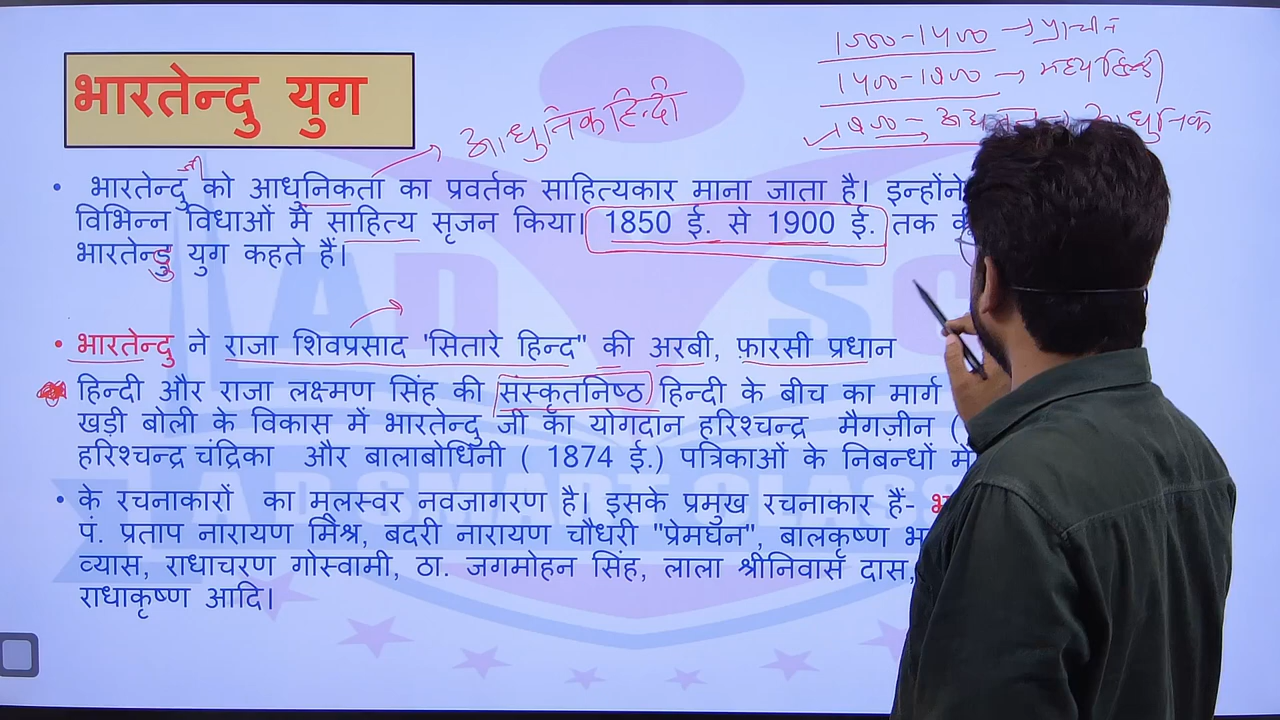 1000-1400 → प्राचीन
1400-1800 → मध्य हिन्दी
आधुनिक हिन्दी
आधुनिक
भारतेन्दु युग
जी
• भारतेन्दु को आधुनिकता का प्रवर्तक साहित्यकार माना जाता है। इन्होंने
विभिन्न विधाओं में साहित्य सृजन किया। 1850 ई. से 1900 ई. तक
भारतेन्दु युग कहते हैं।
• भारतेन्दु ने राजा शिवप्रसाद 'सितारे हिन्द" की अरबी, फ़ारसी प्रधान
हिन्दी और राजा लक्ष्मण सिंह की संस्कृतनिष्ठ हिन्दी के बीच का मार्ग
खड़ी बोली के विकास में भारतेन्दु जी का योगदान हरिश्चन्द्र मैगज़ीन (
हरिश्चन्द्र चंद्रिका और बालाबोधिनी ( 1874 ई.) पत्रिकाओं के निबन्धों में
• के रचनाकारों का मूलस्वर नवजागरण है। इसके प्रमुख रचनाकार हैं-
पं. प्रताप नारायण मिश्र, बदरी नारायण चौधरी "प्रेमघन", बालकृष्ण
व्यास, राधाचरण गोस्वामी, ठा. जगमोहन सिंह, लाला श्रीनिवास दास,
राधाकृष्ण आदि।